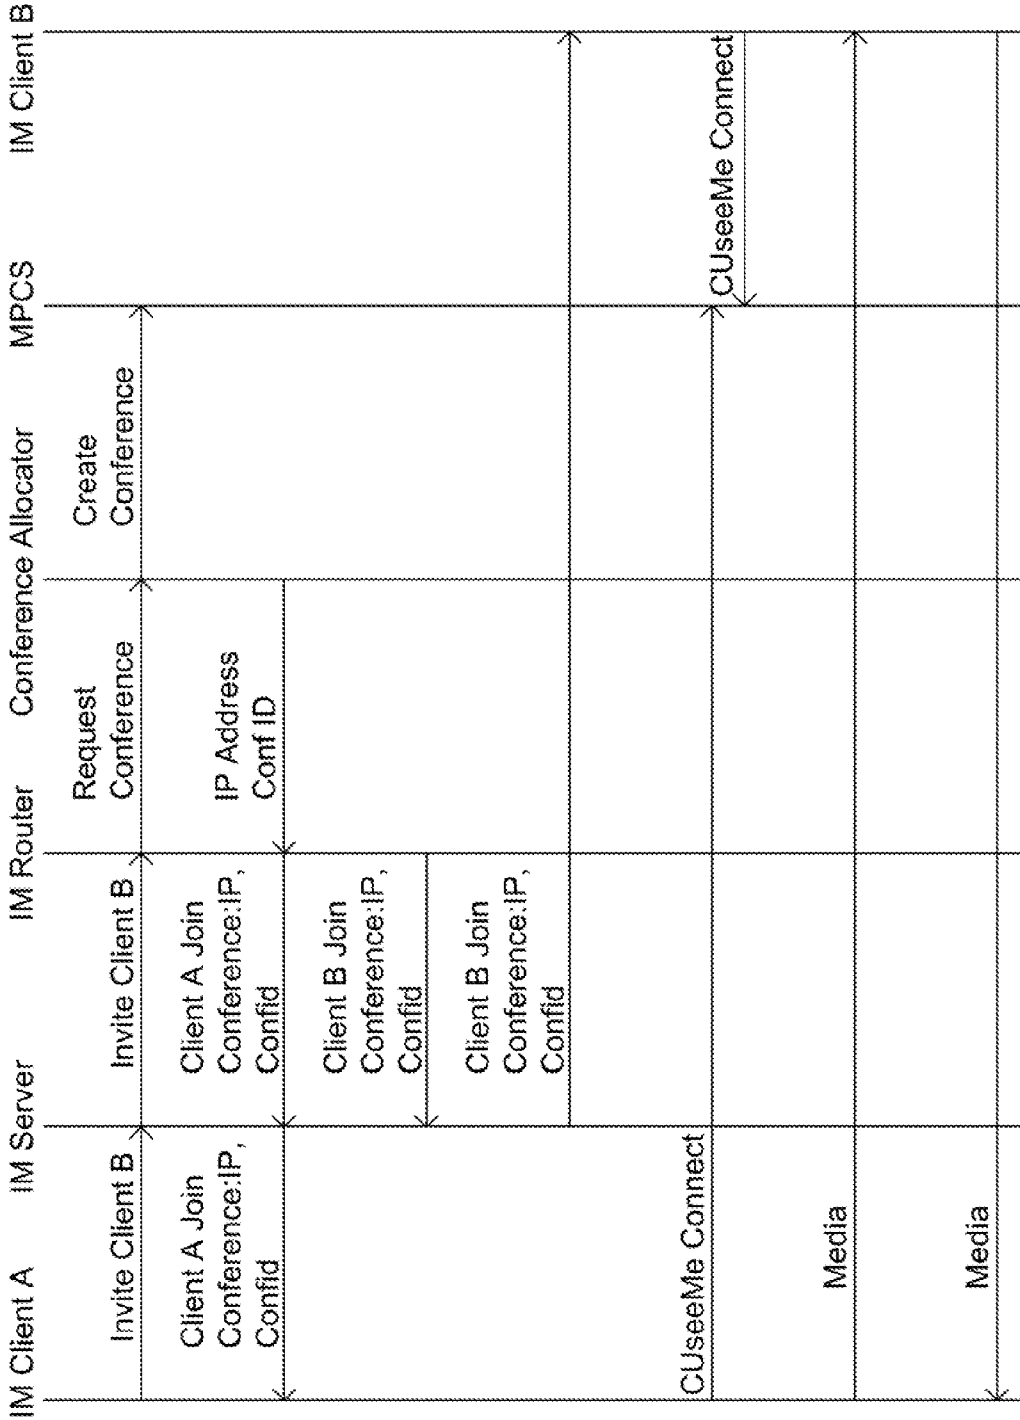 IM Client A
IM Server
IM Router
Conference Allocator
MPCS
IM Client B
Invite Client B
Invite Client B
Request
Conference
Create
Conference
Client A Join
Conference:IP,
Confid
Client A Join
Conference:IP,
Confid
IP Address
Conf ID
Client B Join
Conference:IP,
Confid
Client B Join
Conference:IP,
Confid
CUseeMe Connect
CUseeMe Connect
Media
Media